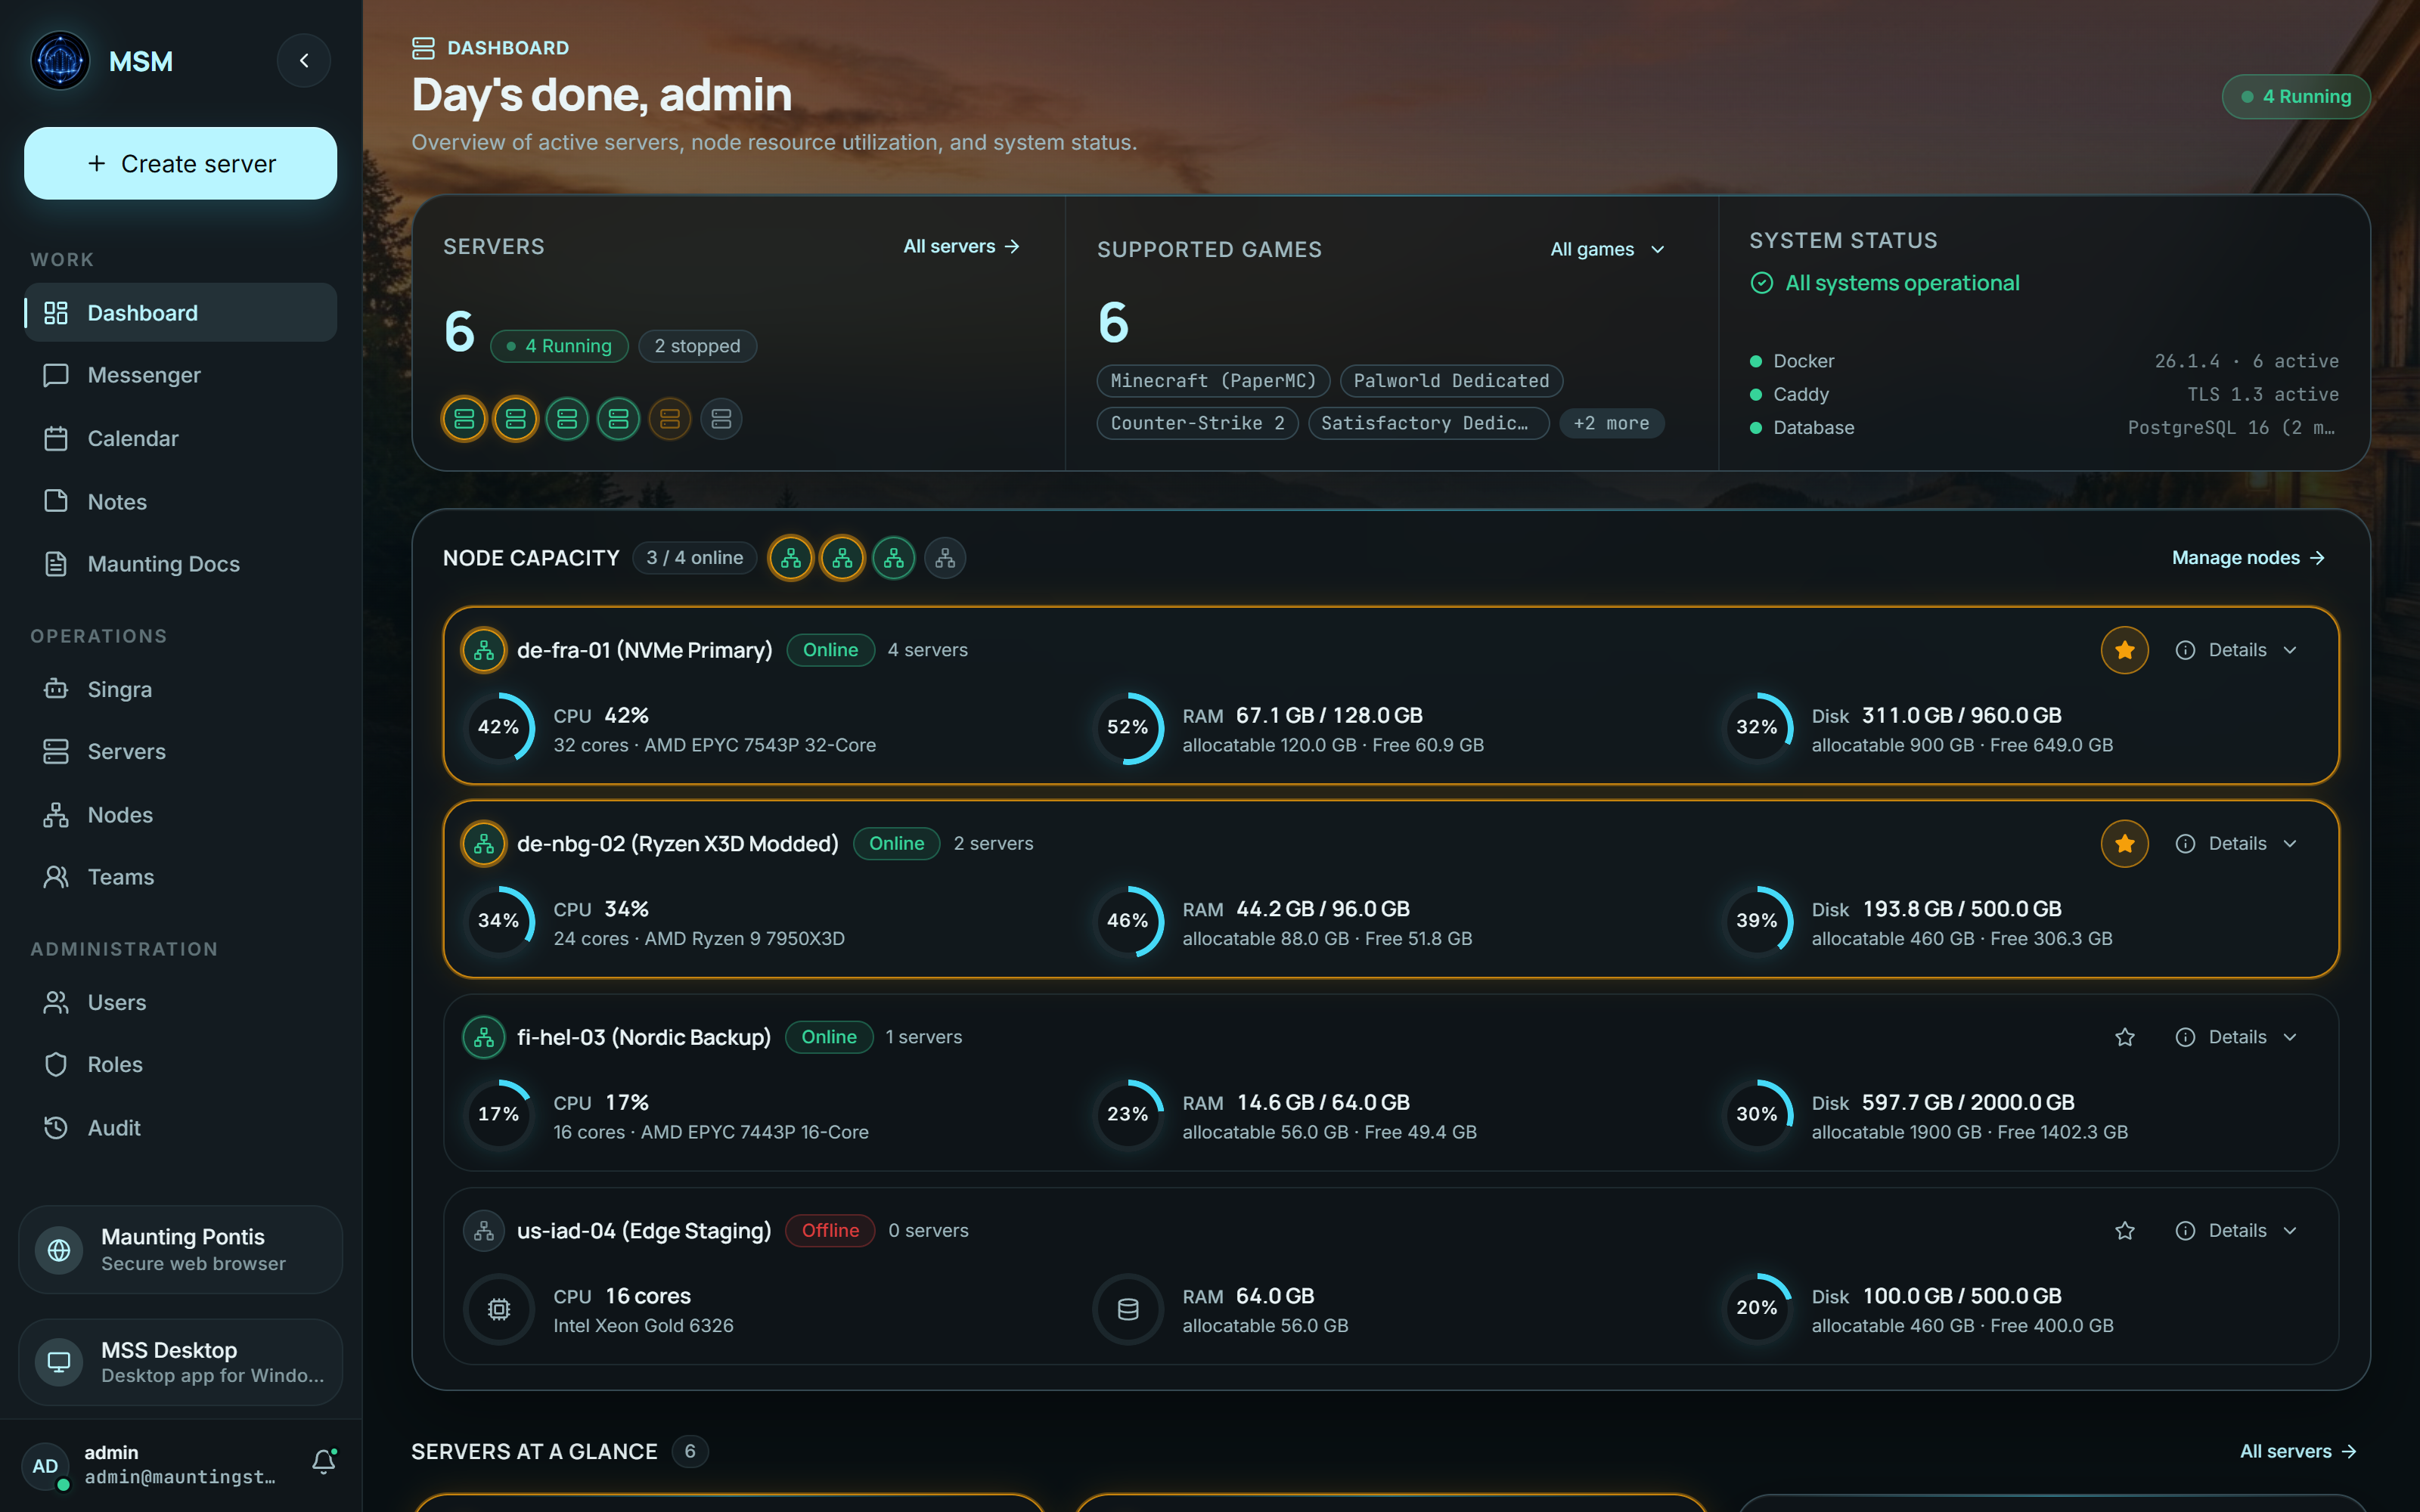 MSM
Create server
WORK
Dashboard
Messenger
Calendar
Notes
Maunting Docs
OPERATIONS
Singra
Servers
Nodes
Teams
ADMINISTRATION
Users
Roles
Audit
Maunting Pontis
Secure web browser
MSS Desktop
Desktop app for Windo...
AD
admin
admin@mauntingst...
DASHBOARD
Day's done, admin
Overview of active servers, node resource utilization, and system status.
4 Running
SERVERS
All servers →
6
4 Running
2 stopped
SUPPORTED GAMES
All games
6
Minecraft (PaperMC)
Palworld Dedicated
Counter-Strike 2
Satisfactory Dedic...
+2 more
SYSTEM STATUS
All systems operational
Docker 26.1.4 · 6 active
Caddy TLS 1.3 active
Database PostgreSQL 16 (2 m...
NODE CAPACITY 3 / 4 online
Manage nodes →
de-fra-01 (NVMe Primary) Online 4 servers
Details
42%
CPU 42%
32 cores · AMD EPYC 7543P 32-Core
52%
RAM 67.1 GB / 128.0 GB
allocatable 120.0 GB · Free 60.9 GB
32%
Disk 311.0 GB / 960.0 GB
allocatable 900 GB · Free 649.0 GB
de-nbg-02 (Ryzen X3D Modded) Online 2 servers
Details
34%
CPU 34%
24 cores · AMD Ryzen 9 7950X3D
46%
RAM 44.2 GB / 96.0 GB
allocatable 88.0 GB · Free 51.8 GB
39%
Disk 193.8 GB / 500.0 GB
allocatable 460 GB · Free 306.3 GB
fi-hel-03 (Nordic Backup) Online 1 servers
Details
17%
CPU 17%
16 cores · AMD EPYC 7443P 16-Core
23%
RAM 14.6 GB / 64.0 GB
allocatable 56.0 GB · Free 49.4 GB
30%
Disk 597.7 GB / 2000.0 GB
allocatable 1900 GB · Free 1402.3 GB
us-iad-04 (Edge Staging) Offline 0 servers
Details
CPU 16 cores
Intel Xeon Gold 6326
RAM 64.0 GB
allocatable 56.0 GB
20%
Disk 100.0 GB / 500.0 GB
allocatable 460 GB · Free 400.0 GB
SERVERS AT A GLANCE 6
All servers →